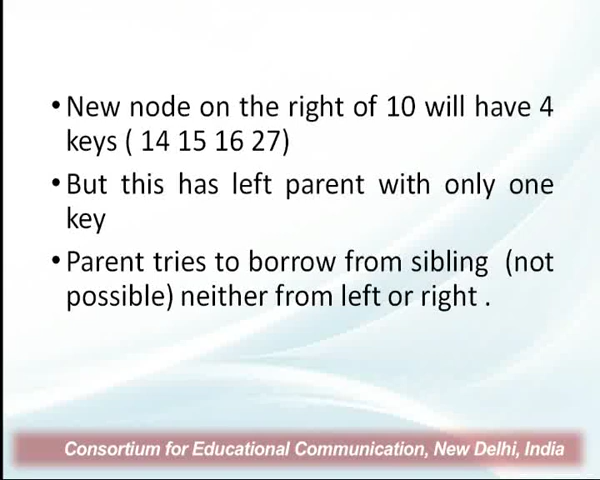 • New node on the right of 10 will have 4
keys ( 14 15 16 27)
• But this has left parent with only one
key
• Parent tries to borrow from sibling (not
possible) neither from left or right .
Consortium for Educational Communication, New Delhi, India